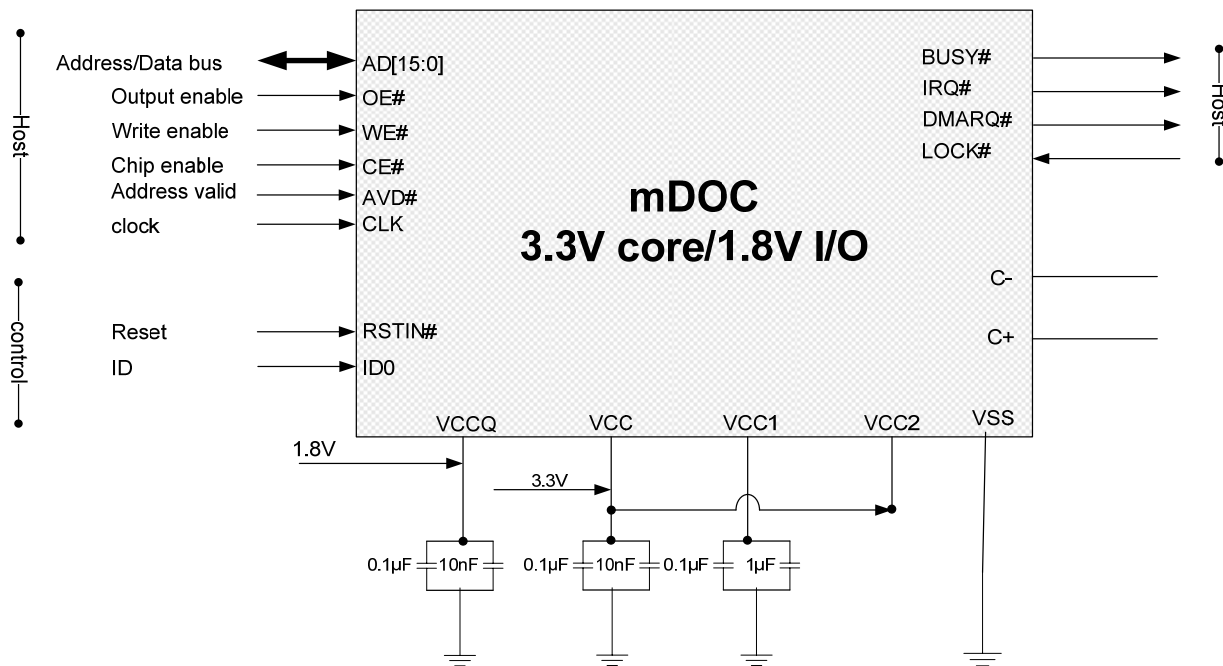 Host
Address/Data bus
Output enable
Write enable
Chip enable
Address valid
clock
control
Reset
ID
AD[15:0]
OE#
WE#
CE#
AVD#
CLK
RSTIN#
ID0
mDOC
3.3V core/1.8V I/O
BUSY#
IRQ#
DMARQ#
LOCK#
C-
C+
Host
VCCQ
VCC
VCC1
VCC2
VSS
1.8V
3.3V
0.1µF
10nF
0.1µF
10nF
0.1µF
1µF